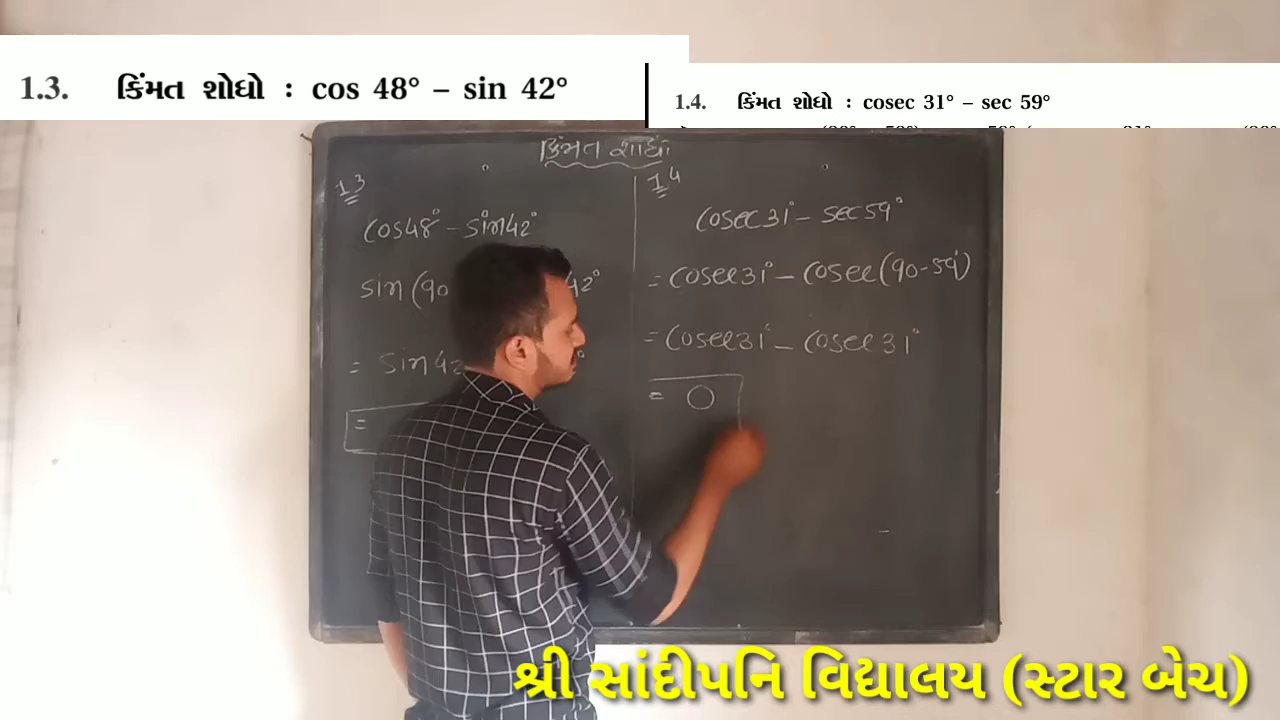 1.3. કિંમત શોધો : cos 48° – sin 42°
1.4. કિંમત શોધો : cosec 31° – sec 59°
કિંમત શોધો
1.3
cos48° – sin42°
sin (90 42°
= sin42
=
1.4
cosec31° – sec59°
= cosec31° – cosec(90-59°)
= cosec31° – cosec31°
= 0
શ્રી સાંદીપનિ વિદ્યાલય (સ્ટાર બેચ)